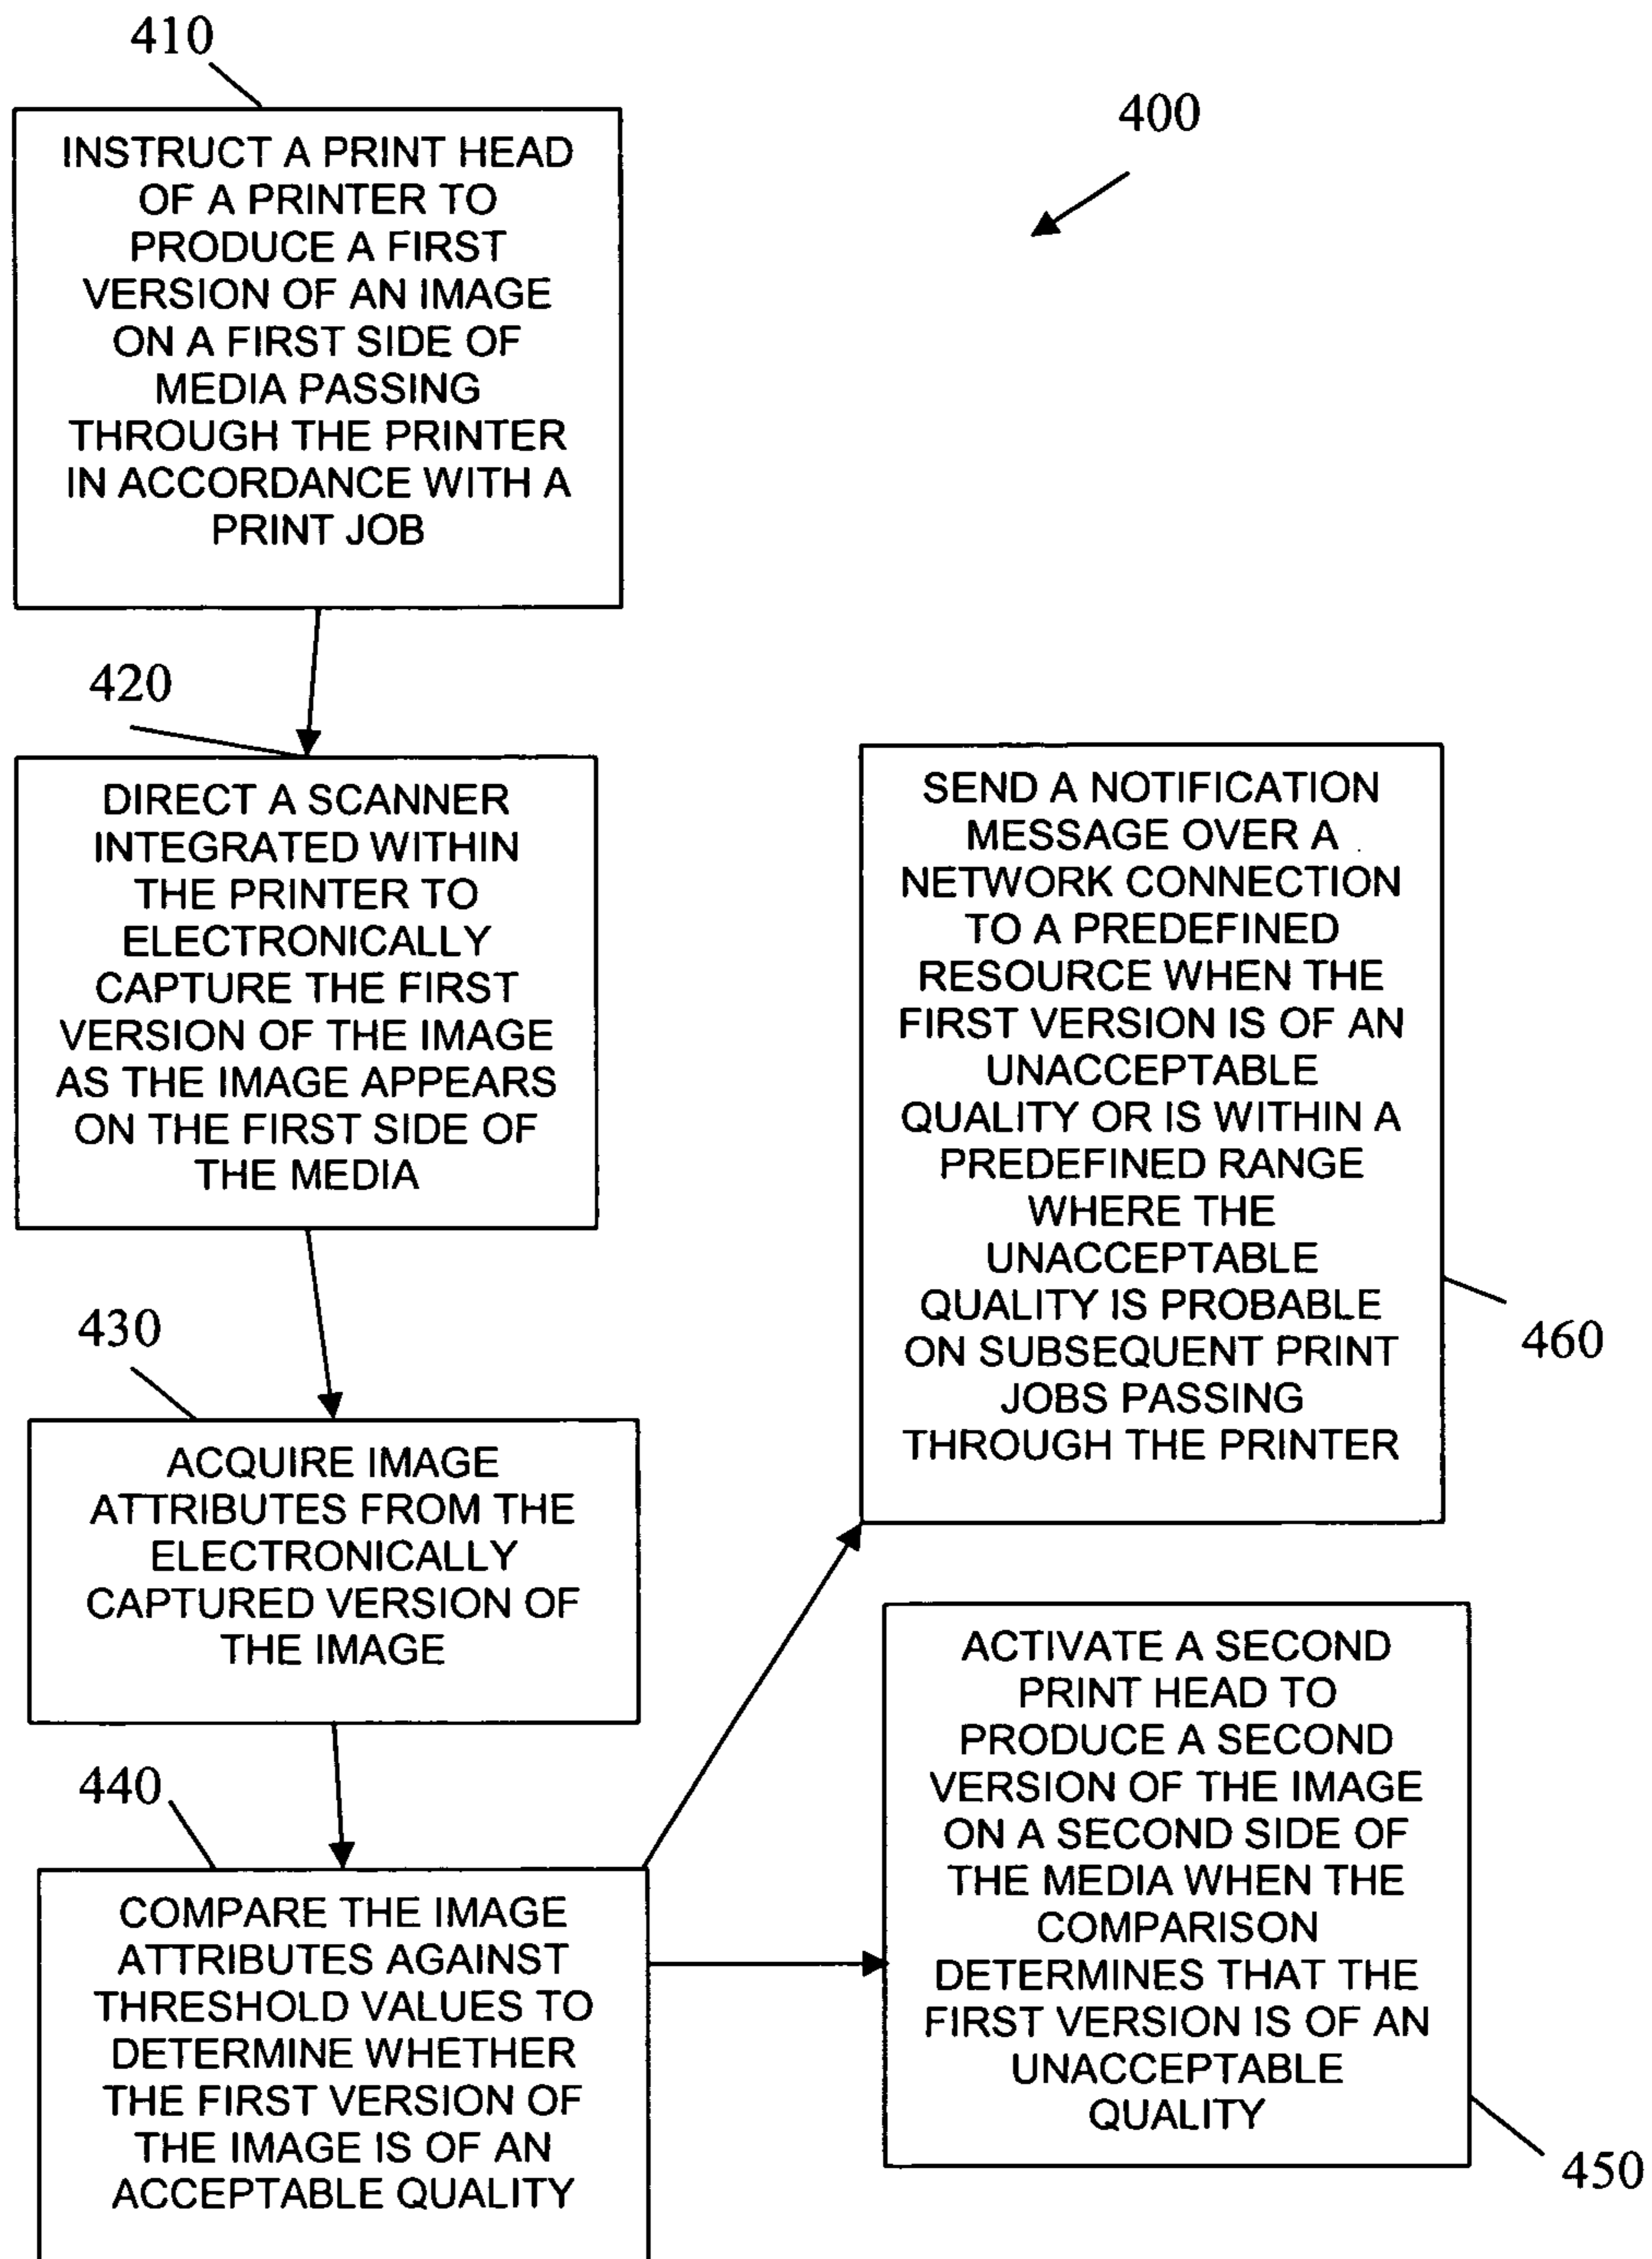 410
400
INSTRUCT A PRINT HEAD
OF A PRINTER TO
PRODUCE A FIRST
VERSION OF AN IMAGE
ON A FIRST SIDE OF
MEDIA PASSING
THROUGH THE PRINTER
IN ACCORDANCE WITH A
PRINT JOB
420
DIRECT A SCANNER
INTEGRATED WITHIN
THE PRINTER TO
ELECTRONICALLY
CAPTURE THE FIRST
VERSION OF THE IMAGE
AS THE IMAGE APPEARS
ON THE FIRST SIDE OF
THE MEDIA
430
ACQUIRE IMAGE
ATTRIBUTES FROM THE
ELECTRONICALLY
CAPTURED VERSION OF
THE IMAGE
440
COMPARE THE IMAGE
ATTRIBUTES AGAINST
THRESHOLD VALUES TO
DETERMINE WHETHER
THE FIRST VERSION OF
THE IMAGE IS OF AN
ACCEPTABLE QUALITY
SEND A NOTIFICATION
MESSAGE OVER A
NETWORK CONNECTION
TO A PREDEFINED
RESOURCE WHEN THE
FIRST VERSION IS OF AN
UNACCEPTABLE
QUALITY OR IS WITHIN A
PREDEFINED RANGE
WHERE THE
UNACCEPTABLE
QUALITY IS PROBABLE
ON SUBSEQUENT PRINT
JOBS PASSING
THROUGH THE PRINTER
460
ACTIVATE A SECOND
PRINT HEAD TO
PRODUCE A SECOND
VERSION OF THE IMAGE
ON A SECOND SIDE OF
THE MEDIA WHEN THE
COMPARISON
DETERMINES THAT THE
FIRST VERSION IS OF AN
UNACCEPTABLE
QUALITY
450